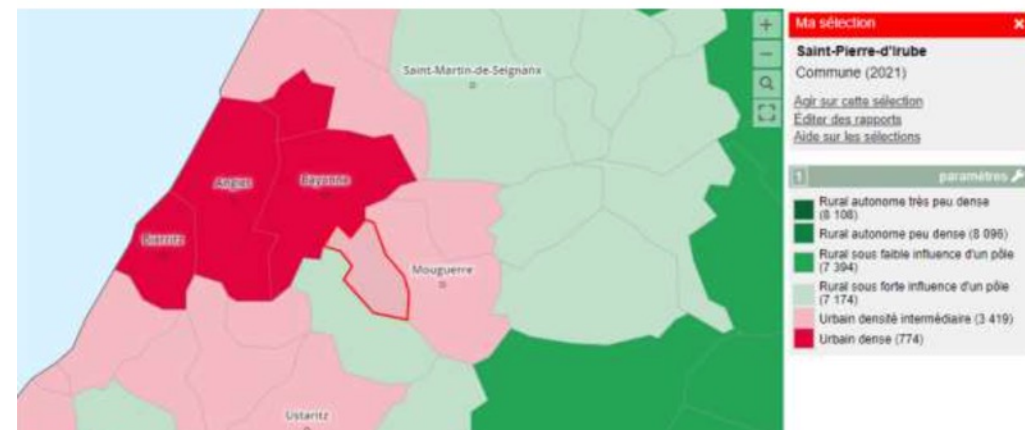 Saint-Martin-de-Seignanx
Anglet
Bayonne
Biarritz
Mouguerre
Ustaritz
+
−
Ma sélection ×
Saint-Pierre-d'Irube
Commune (2021)
Agir sur cette sélection
Éditer des rapports
Aide sur les sélections
1 paramètres
Rural autonome très peu dense
(8 108)
Rural autonome peu dense (8 096)
Rural sous faible influence d'un pôle
(7 394)
Rural sous forte influence d'un pôle
(7 174)
Urbain densité intermédiaire (3 419)
Urbain dense (774)